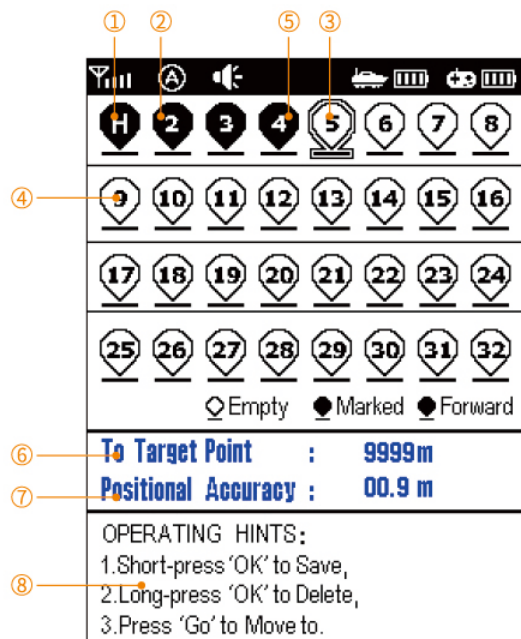 ① ② ⑤ ③
A
H 2 3 4 5 6 7 8
④
9 10 11 12 13 14 15 16
17 18 19 20 21 22 23 24
25 26 27 28 29 30 31 32
Empty Marked Forward
⑥ To Target Point : 9999m
⑦ Positional Accuracy : 00.9 m
OPERATING HINTS:
1.Short-press ‘OK’ to Save,
⑧ 2.Long-press ‘OK’ to Delete,
3.Press ‘Go’ to Move to.